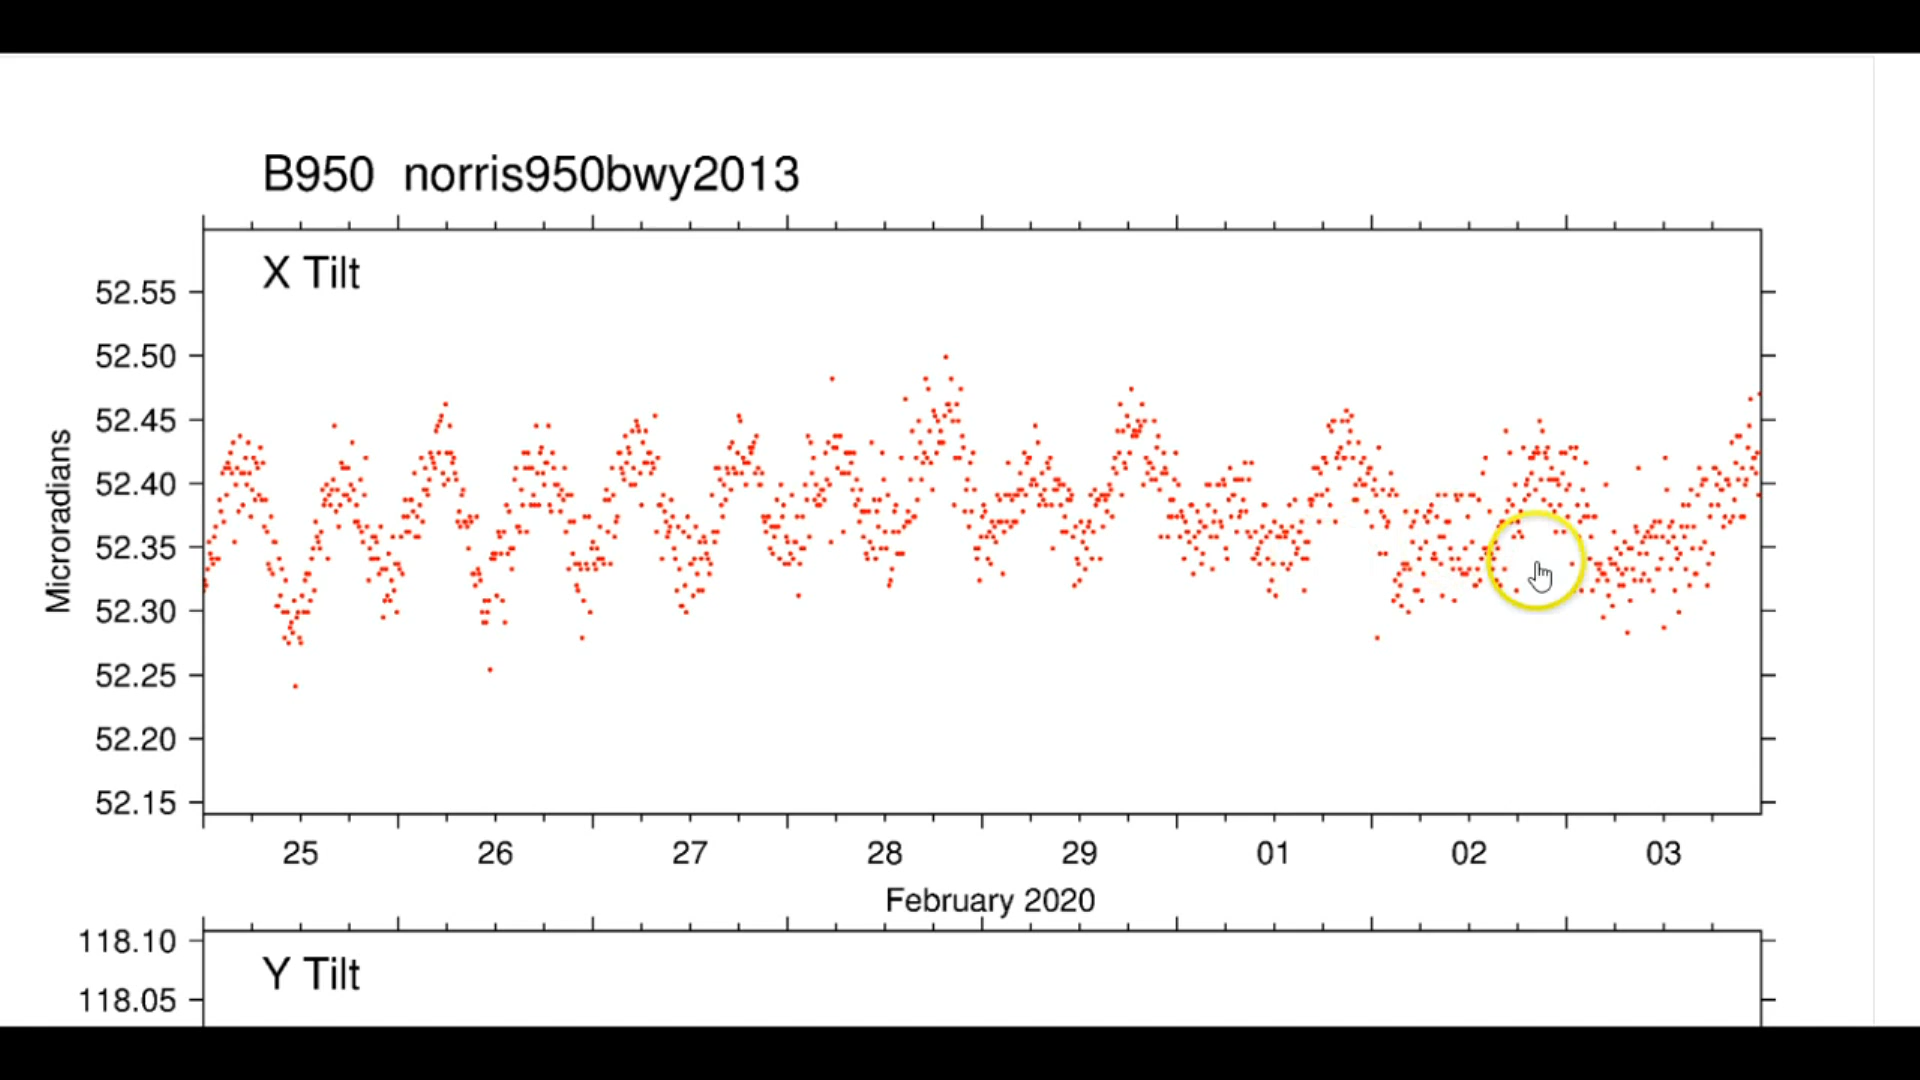 B950 norris950bwy2013
X Tilt
52.55
52.50
52.45
52.40
52.35
52.30
52.25
52.20
52.15
Microradians
25 26 27 28 29 01 02 03
February 2020
118.10
Y Tilt
118.05